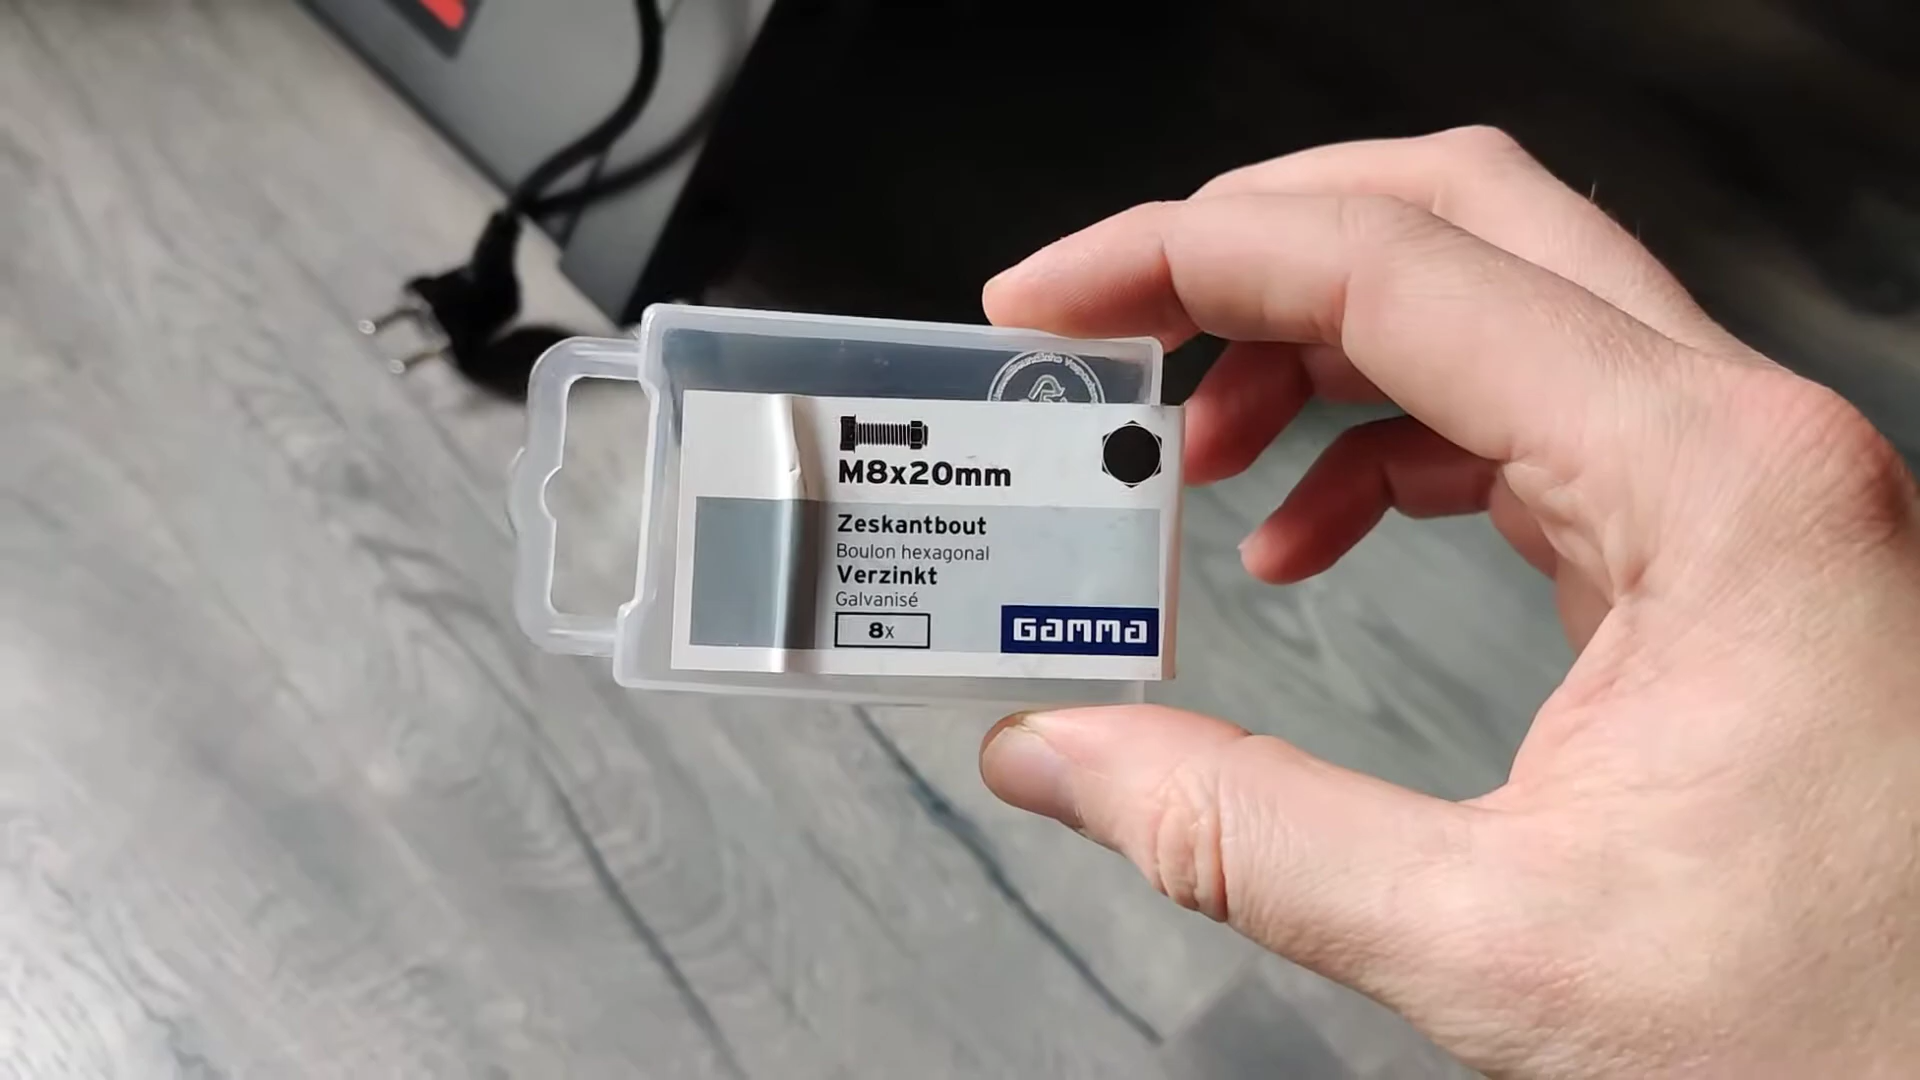 M8x20mm
Zeskantbout
Boulon hexagonal
Verzinkt
Galvanisé
8x
GAMMA